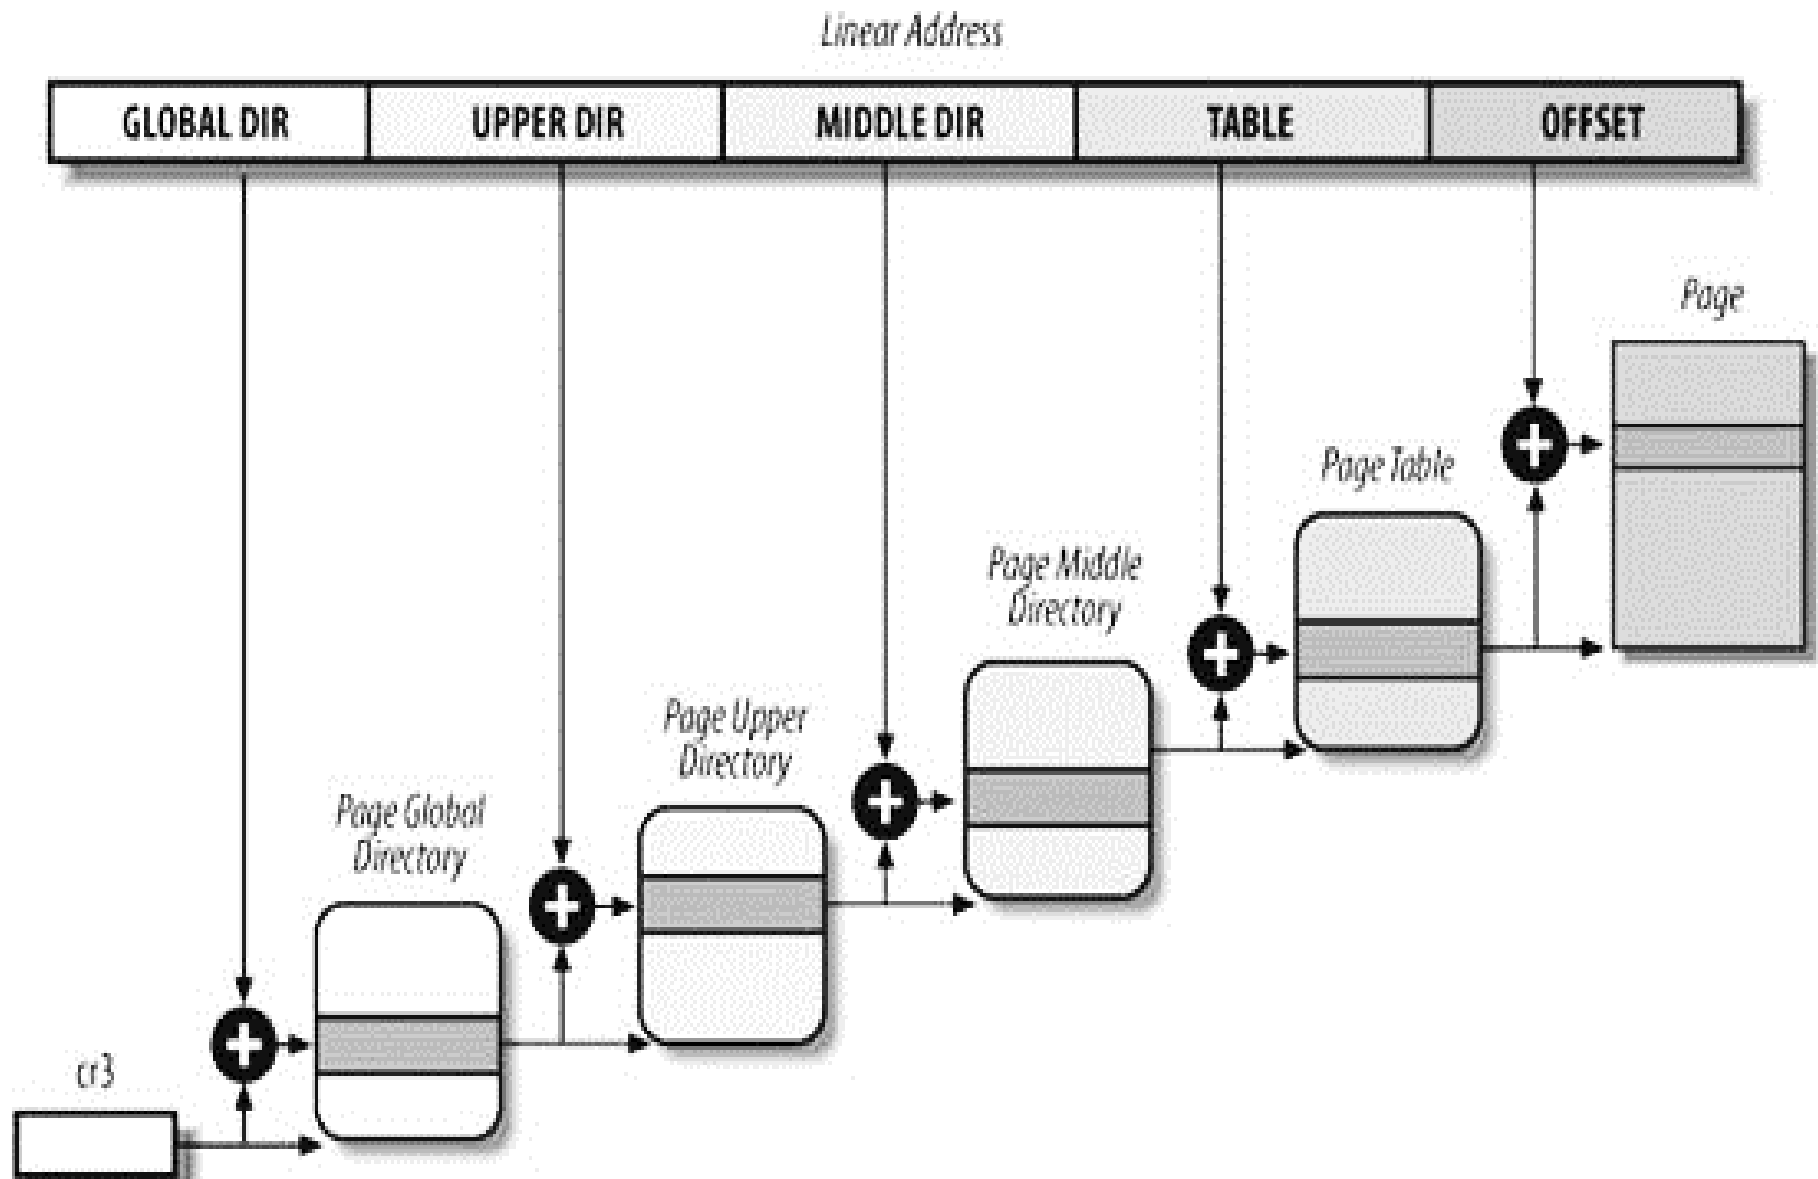 Linear Address
GLOBAL DIR UPPER DIR MIDDLE DIR TABLE OFFSET
Page
Page Table
Page Middle
Directory
Page Upper
Directory
Page Global
Directory
cr3